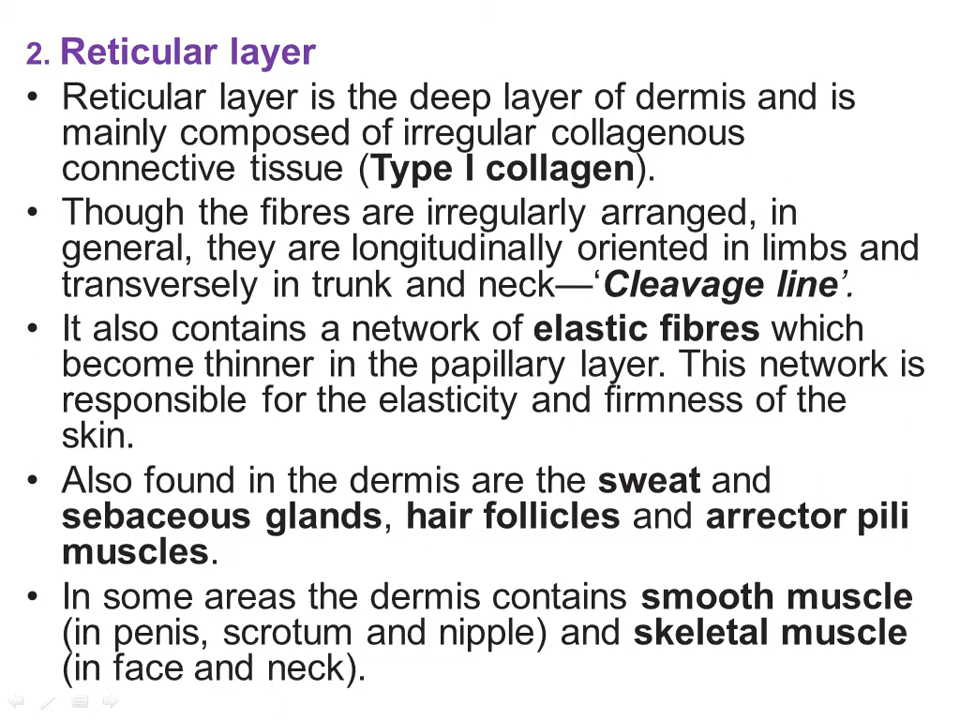 2. Reticular layer
• Reticular layer is the deep layer of dermis and is
mainly composed of irregular collagenous
connective tissue (Type I collagen).
• Though the fibres are irregularly arranged, in
general, they are longitudinally oriented in limbs and
transversely in trunk and neck—‘Cleavage line’.
• It also contains a network of elastic fibres which
become thinner in the papillary layer. This network is
responsible for the elasticity and firmness of the
skin.
• Also found in the dermis are the sweat and
sebaceous glands, hair follicles and arrector pili
muscles.
• In some areas the dermis contains smooth muscle
(in penis, scrotum and nipple) and skeletal muscle
(in face and neck).